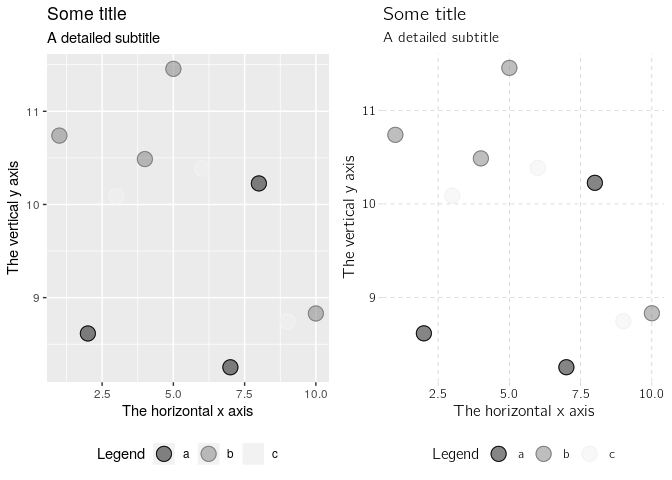 Some title
A detailed subtitle
The vertical y axis
11
10
9
2.5 5.0 7.5 10.0
The horizontal x axis
Legend a b c
Some title
A detailed subtitle
The vertical y axis
11
10
9
2.5 5.0 7.5 10.0
The horizontal x axis
Legend a b c